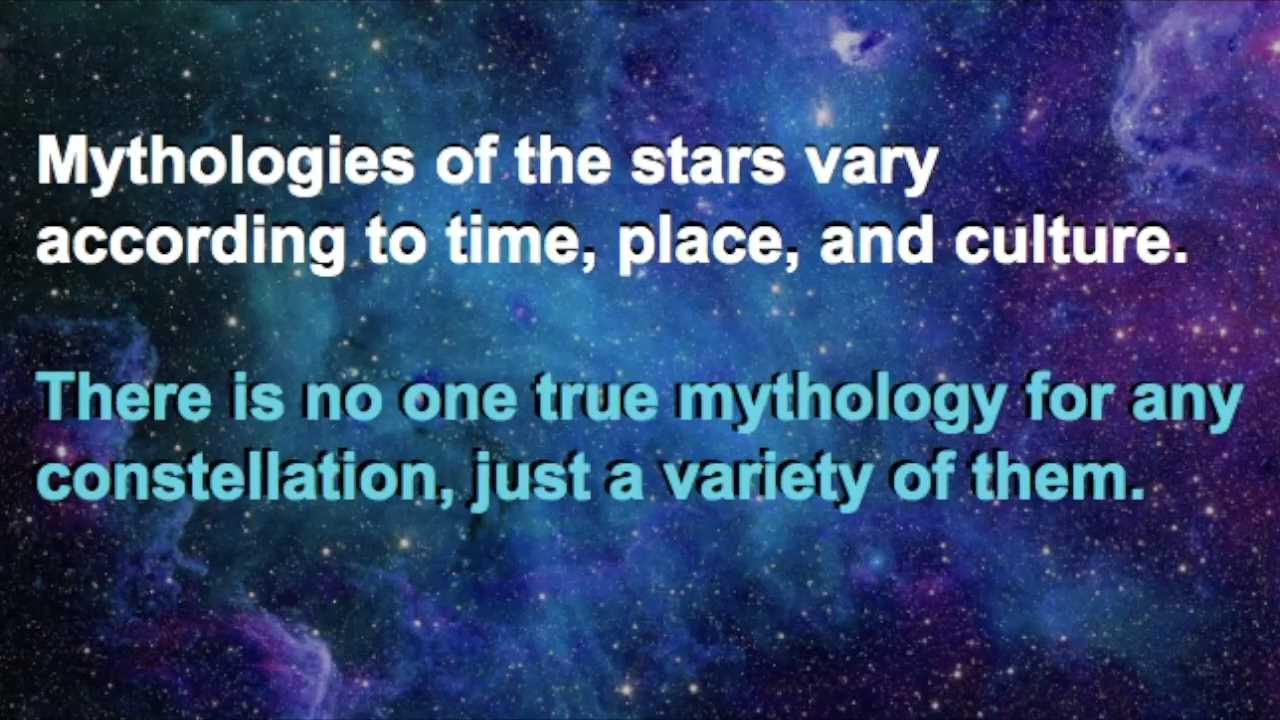 Mythologies of the stars vary
according to time, place, and culture.
There is no one true mythology for any
constellation, just a variety of them.